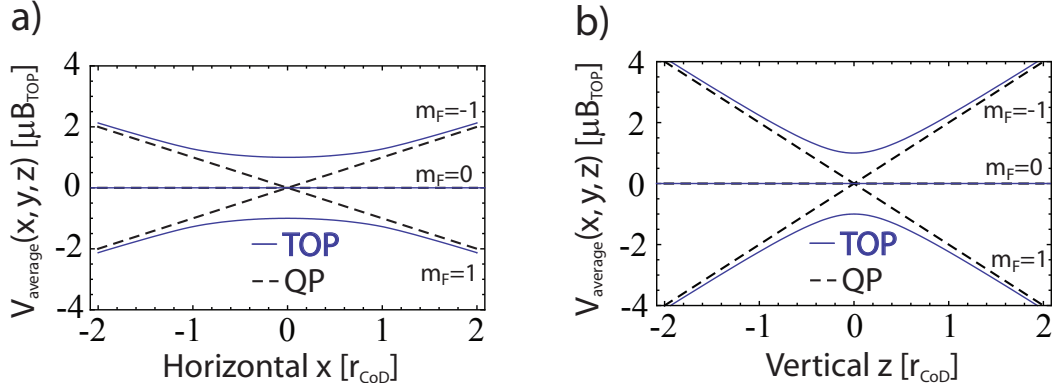 a)
V_average(x, y, z) [μB_TOP]
4
2
0
-2
-4
m_F=-1
m_F=0
m_F=1
TOP
QP
-2 -1 0 1 2
Horizontal x [r_CoD]
b)
V_average(x, y, z) [μB_TOP]
4
2
0
-2
-4
m_F=-1
m_F=0
m_F=1
TOP
QP
-2 -1 0 1 2
Vertical z [r_CoD]